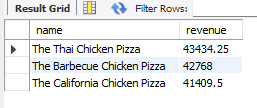 Result Grid Filter Rows:
name revenue
The Thai Chicken Pizza 43434.25
The Barbecue Chicken Pizza 42768
The California Chicken Pizza 41409.5